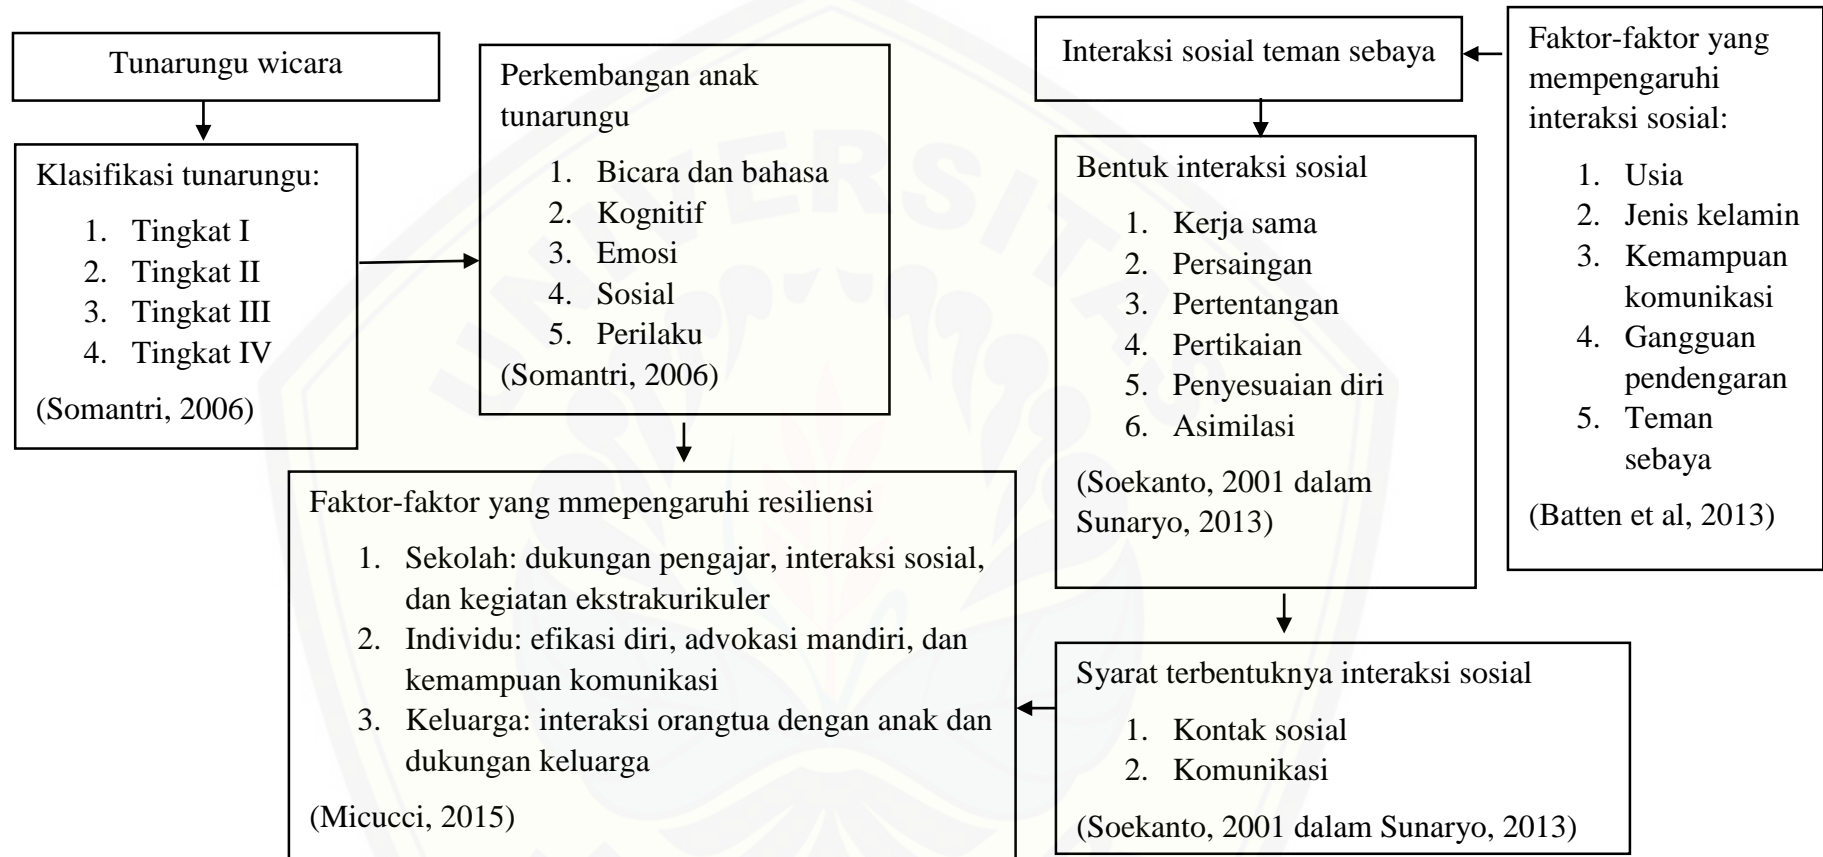 Tunarungu wicara
Klasifikasi tunarungu:
1. Tingkat I
2. Tingkat II
3. Tingkat III
4. Tingkat IV
(Somantri, 2006)
Perkembangan anak
tunarungu
1. Bicara dan bahasa
2. Kognitif
3. Emosi
4. Sosial
5. Perilaku
(Somantri, 2006)
Interaksi sosial teman sebaya
Faktor-faktor yang
mempengaruhi
interaksi sosial:
1. Usia
2. Jenis kelamin
3. Kemampuan
komunikasi
4. Gangguan
pendengaran
5. Teman
sebaya
(Batten et al, 2013)
Bentuk interaksi sosial
1. Kerja sama
2. Persaingan
3. Pertentangan
4. Pertikaian
5. Penyesuaian diri
6. Asimilasi
(Soekanto, 2001 dalam
Sunaryo, 2013)
Faktor-faktor yang mmepengaruhi resiliensi
1. Sekolah: dukungan pengajar, interaksi sosial,
dan kegiatan ekstrakurikuler
2. Individu: efikasi diri, advokasi mandiri, dan
kemampuan komunikasi
3. Keluarga: interaksi orangtua dengan anak dan
dukungan keluarga
(Micucci, 2015)
Syarat terbentuknya interaksi sosial
1. Kontak sosial
2. Komunikasi
(Soekanto, 2001 dalam Sunaryo, 2013)
UNIVERSITAS